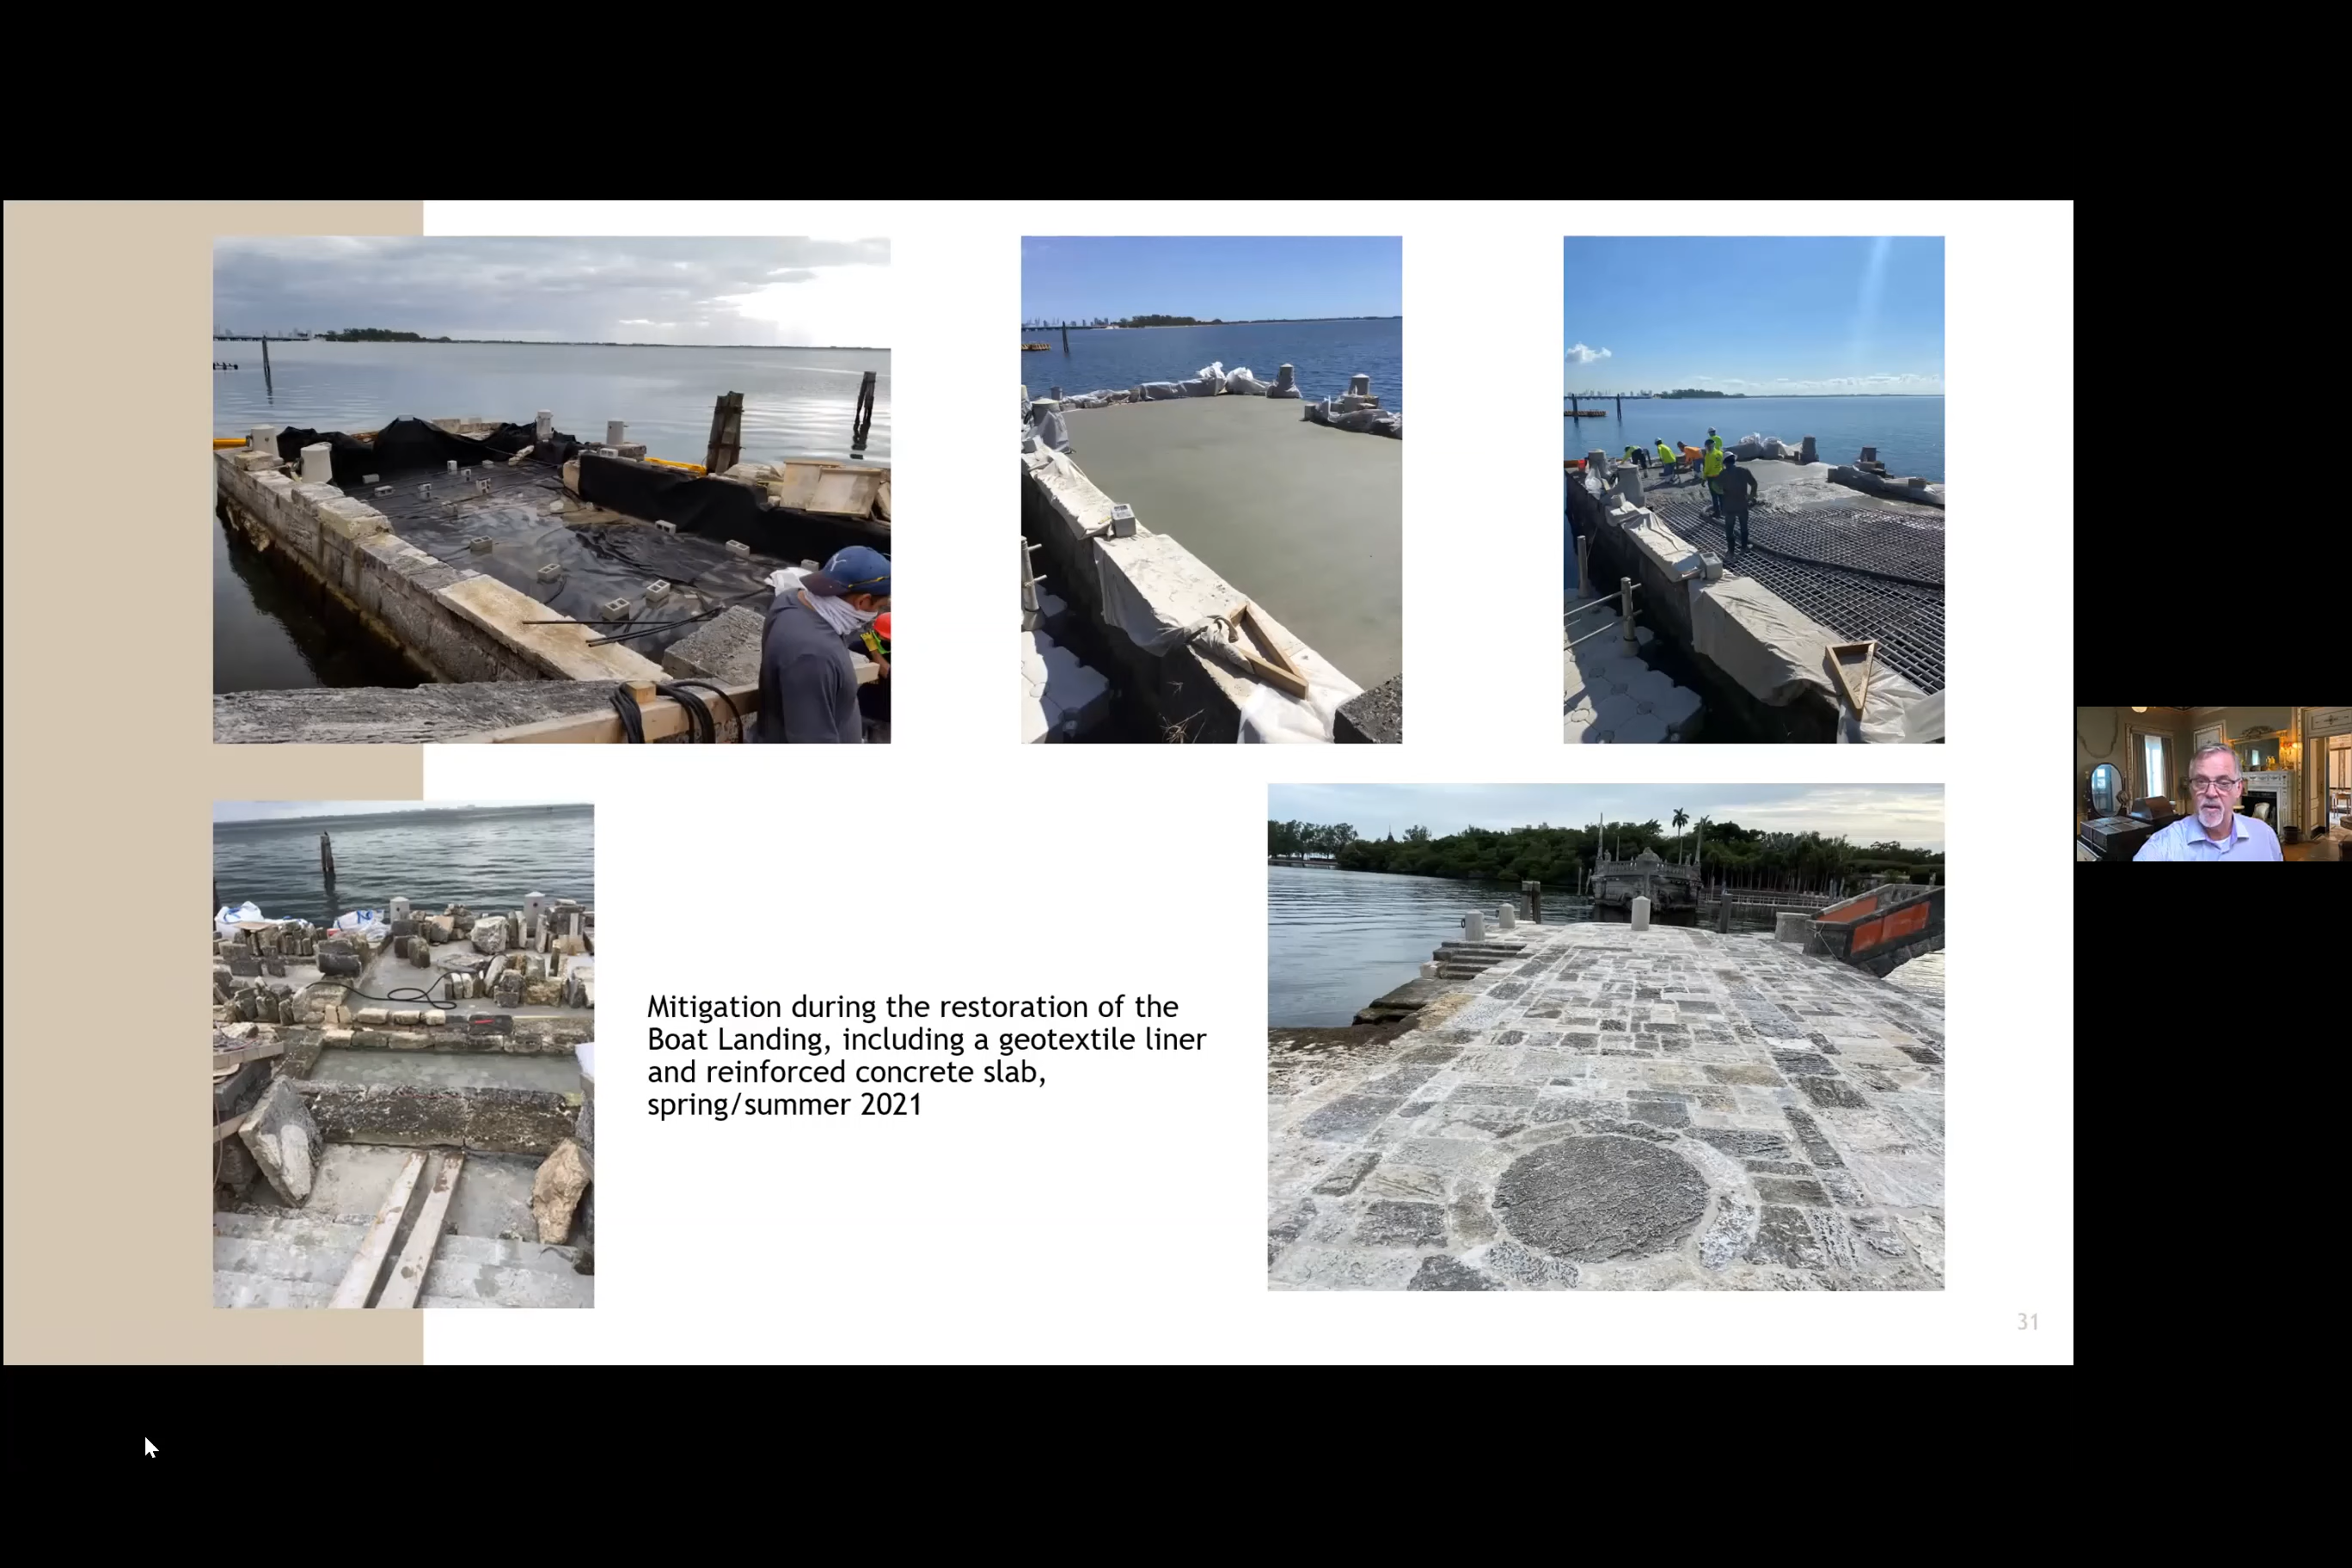 Mitigation during the restoration of the
Boat Landing, including a geotextile liner
and reinforced concrete slab,
spring/summer 2021
31